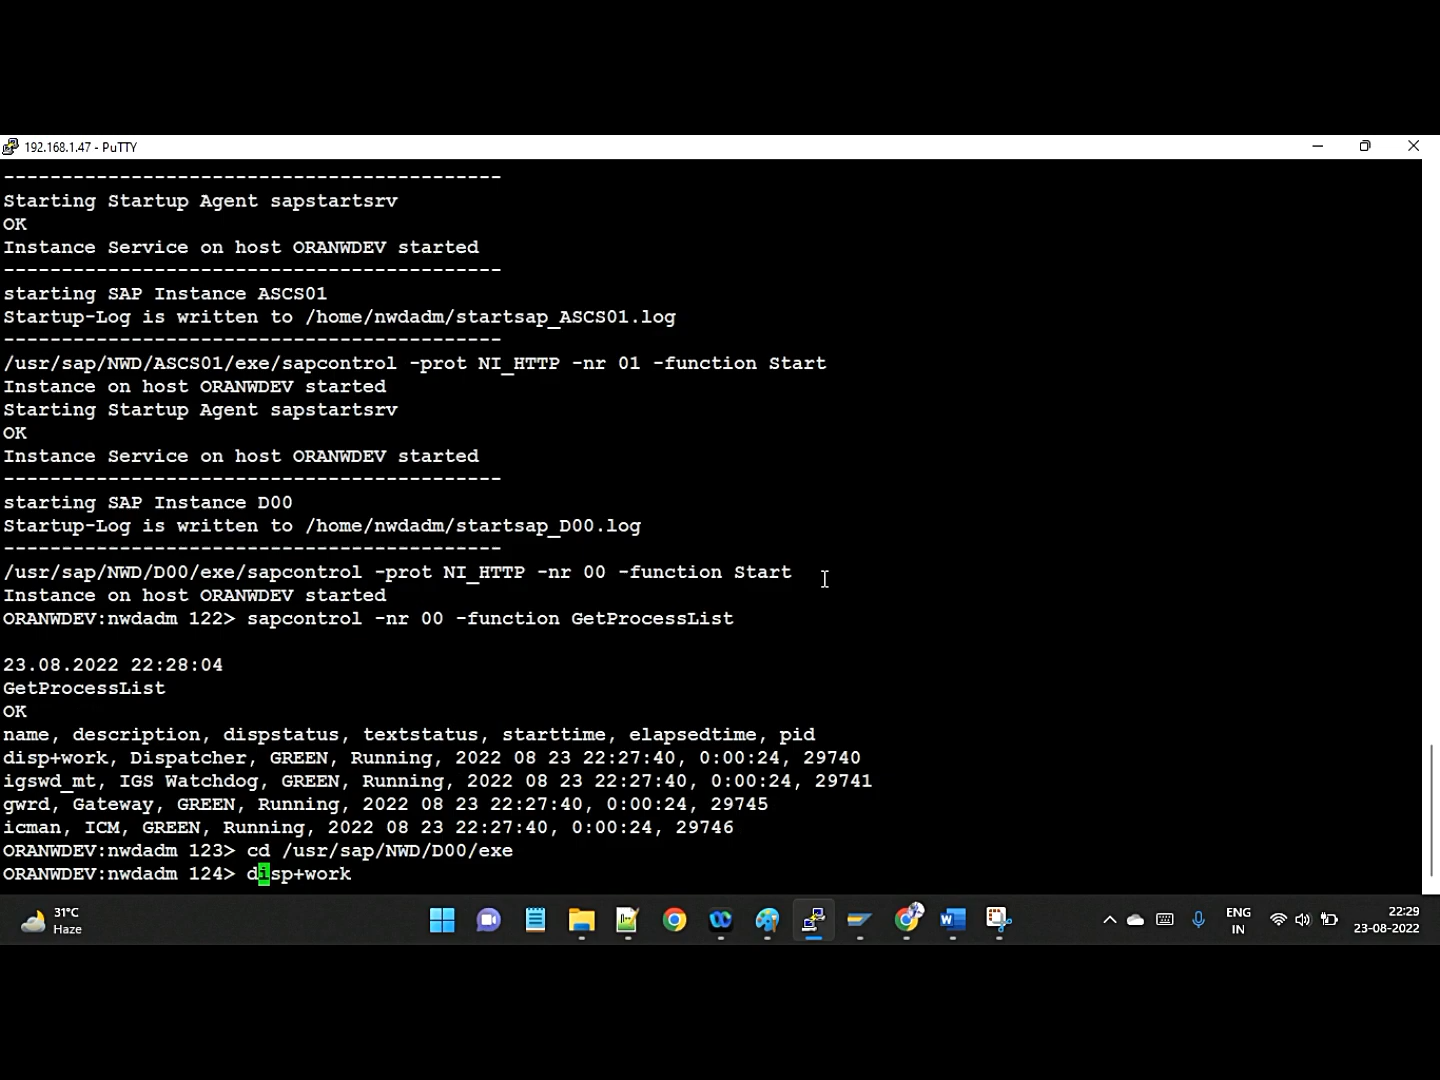 192.168.1.47 - PuTTY
-------------------------------------------
Starting Startup Agent sapstartsrv
OK
Instance Service on host ORANWDEV started
-------------------------------------------
starting SAP Instance ASCS01
Startup-Log is written to /home/nwdadm/startsap_ASCS01.log
-------------------------------------------
/usr/sap/NWD/ASCS01/exe/sapcontrol -prot NI_HTTP -nr 01 -function Start
Instance on host ORANWDEV started
Starting Startup Agent sapstartsrv
OK
Instance Service on host ORANWDEV started
-------------------------------------------
starting SAP Instance D00
Startup-Log is written to /home/nwdadm/startsap_D00.log
-------------------------------------------
/usr/sap/NWD/D00/exe/sapcontrol -prot NI_HTTP -nr 00 -function Start
Instance on host ORANWDEV started
ORANWDEV:nwdadm 122> sapcontrol -nr 00 -function GetProcessList
23.08.2022 22:28:04
GetProcessList
OK
name, description, dispstatus, textstatus, starttime, elapsedtime, pid
disp+work, Dispatcher, GREEN, Running, 2022 08 23 22:27:40, 0:00:24, 29740
igswd_mt, IGS Watchdog, GREEN, Running, 2022 08 23 22:27:40, 0:00:24, 29741
gwrd, Gateway, GREEN, Running, 2022 08 23 22:27:40, 0:00:24, 29745
icman, ICM, GREEN, Running, 2022 08 23 22:27:40, 0:00:24, 29746
ORANWDEV:nwdadm 123> cd /usr/sap/NWD/D00/exe
ORANWDEV:nwdadm 124> disp+work
31°C
Haze
ENG
IN
22:29
23-08-2022